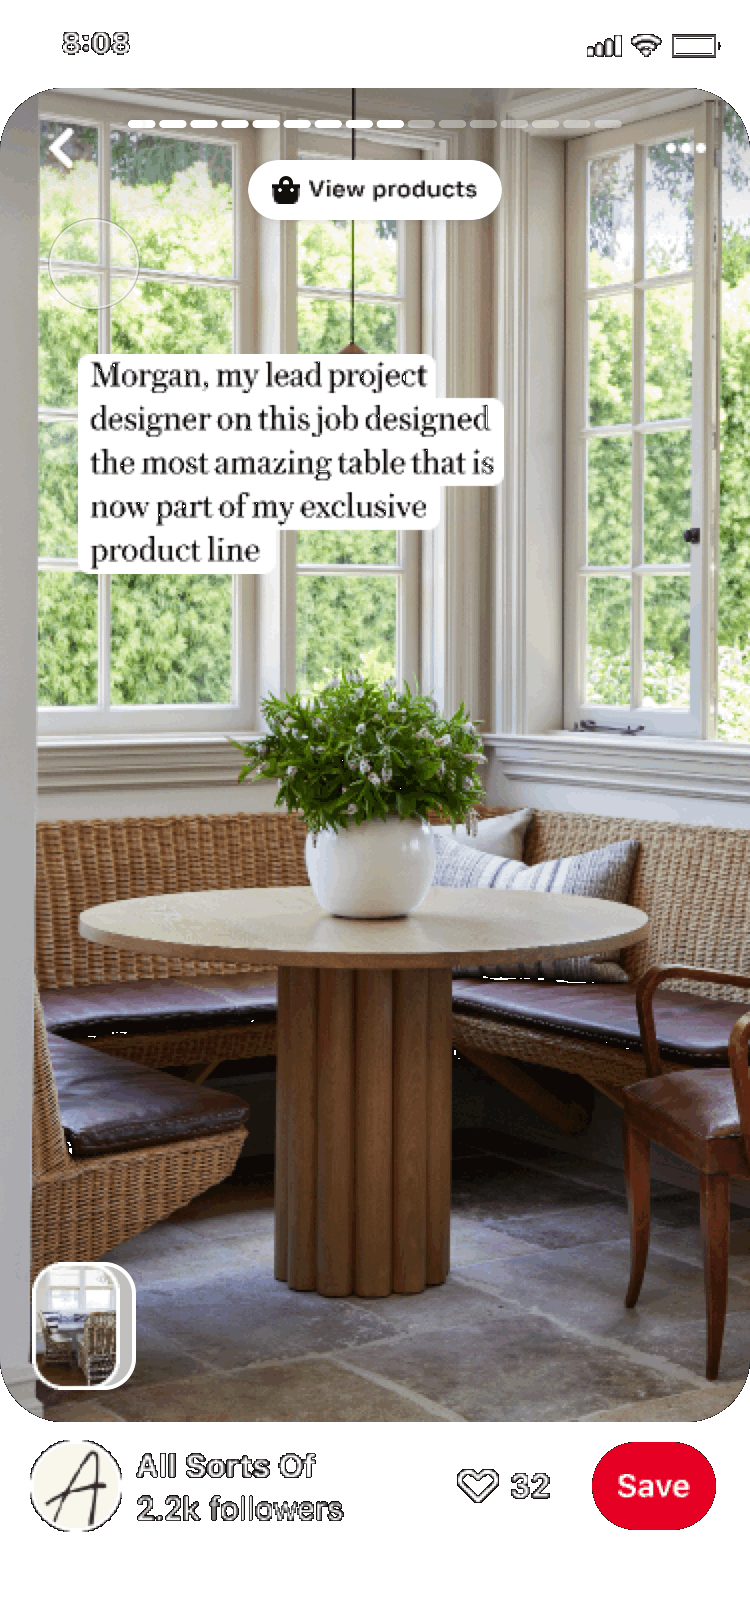 8:08
View products
Morgan, my lead project
designer on this job designed
the most amazing table that is
now part of my exclusive
product line
A
All Sorts Of
2.2k followers
32
Save